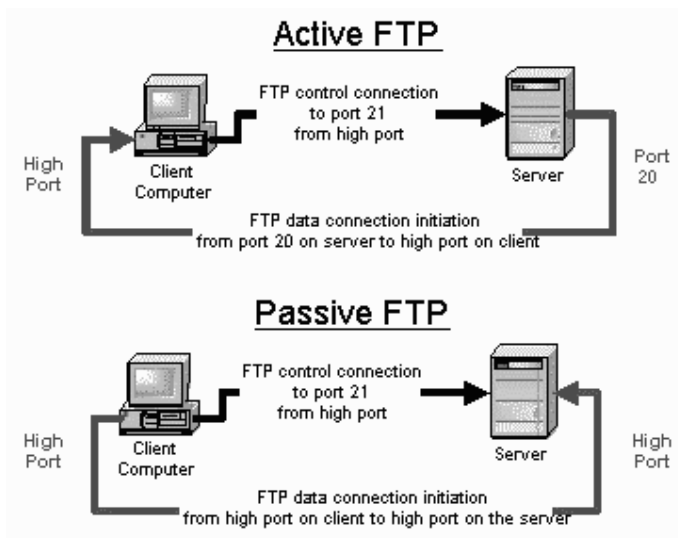 Active FTP
FTP control connection
to port 21
from high port
High
Port
Client
Computer
Server
Port
20
FTP data connection initiation
from port 20 on server to high port on client
Passive FTP
FTP control connection
to port 21
from high port
High
Port
Client
Computer
Server
High
Port
FTP data connection initiation
from high port on client to high port on the server